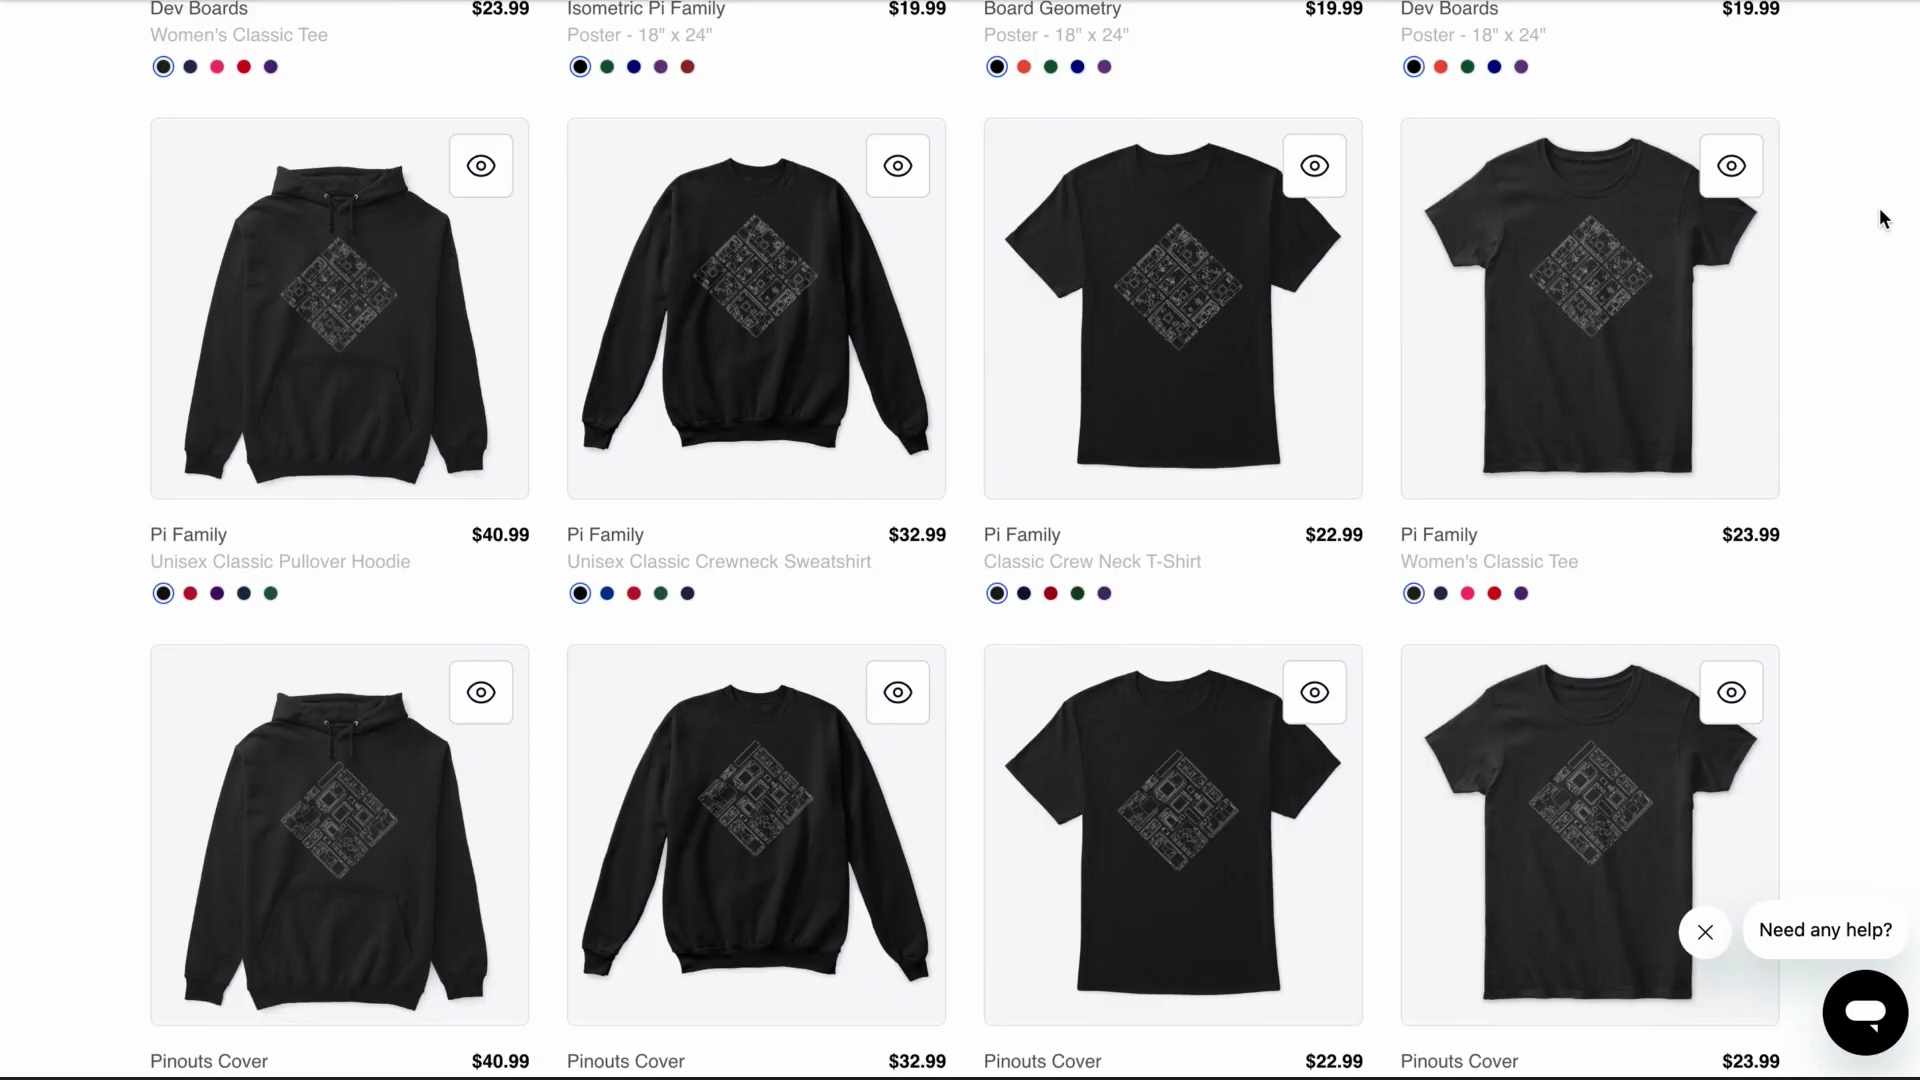 Dev Boards $23.99 Isometric Pi Family $19.99 Board Geometry $19.99 Dev Boards $19.99
Women's Classic Tee Poster - 18" x 24" Poster - 18" x 24" Poster - 18" x 24"
Pi Family $40.99 Pi Family $32.99 Pi Family $22.99 Pi Family $23.99
Unisex Classic Pullover Hoodie Unisex Classic Crewneck Sweatshirt Classic Crew Neck T-Shirt Women's Classic Tee
Need any help?
Pinouts Cover $40.99 Pinouts Cover $32.99 Pinouts Cover $22.99 Pinouts Cover $23.99